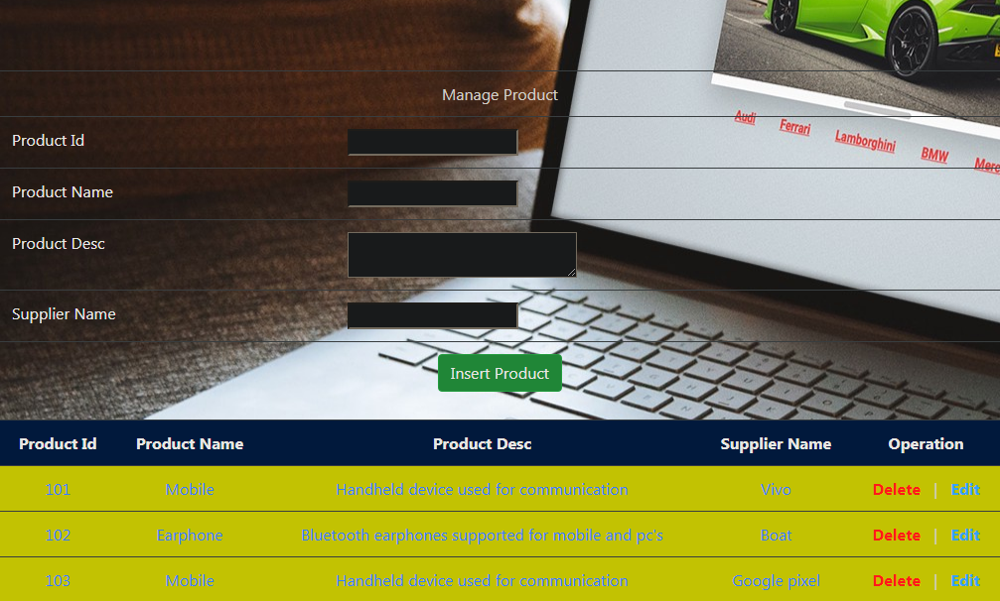 Manage Product
Audi Ferrari Lamborghini BMW
Product Id
Product Name
Product Desc
Supplier Name
Insert Product
Product Id Product Name Product Desc Supplier Name Operation
101 Mobile Handheld device used for communication Vivo Delete | Edit
102 Earphone Bluetooth earphones supported for mobile and pc's Boat Delete | Edit
103 Mobile Handheld device used for communication Google pixel Delete | Edit